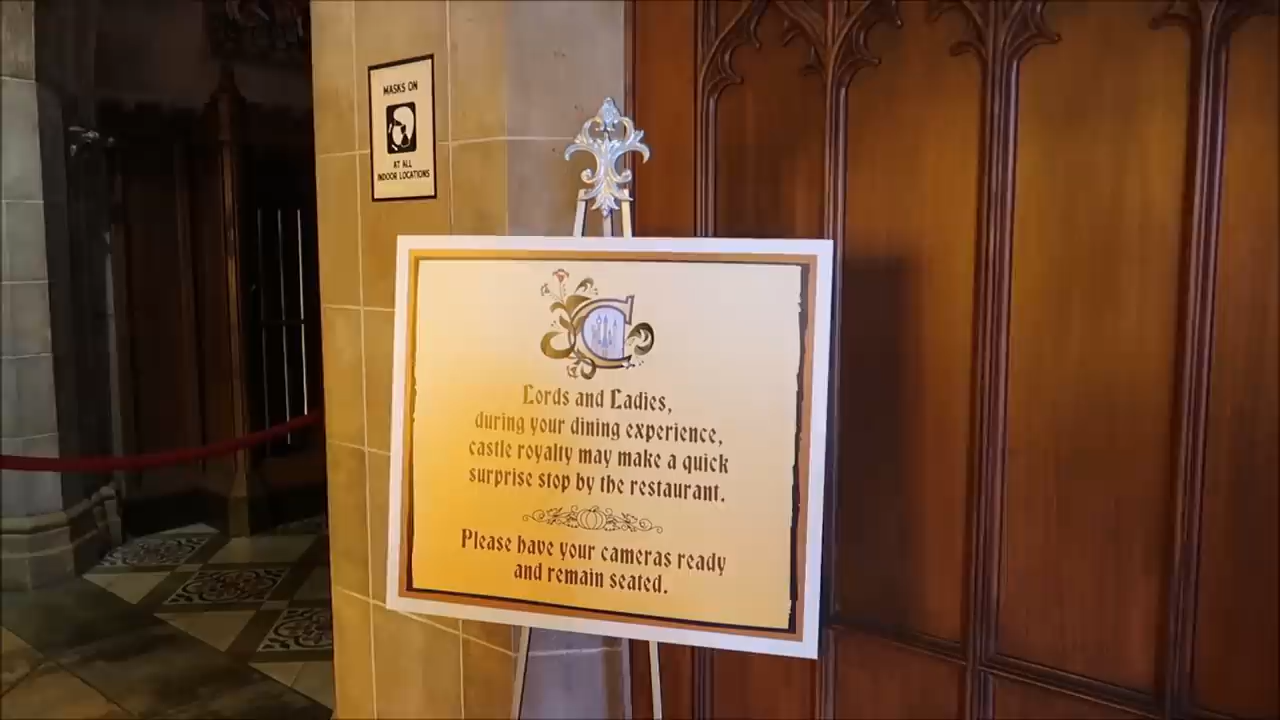 MASKS ON
AT ALL
INDOOR LOCATIONS
C
Lords and Ladies,
during your dining experience,
castle royalty may make a quick
surprise stop by the restaurant.
Please have your cameras ready
and remain seated.